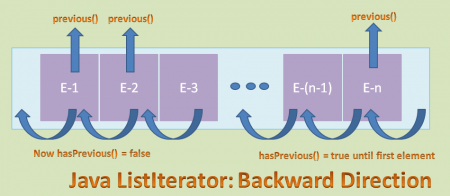 previous() previous() previous()
E-1 E-2 E-3 E-(n-1) E-n
Now hasPrevious() = false hasPrevious() = true until first element
Java ListIterator: Backward Direction